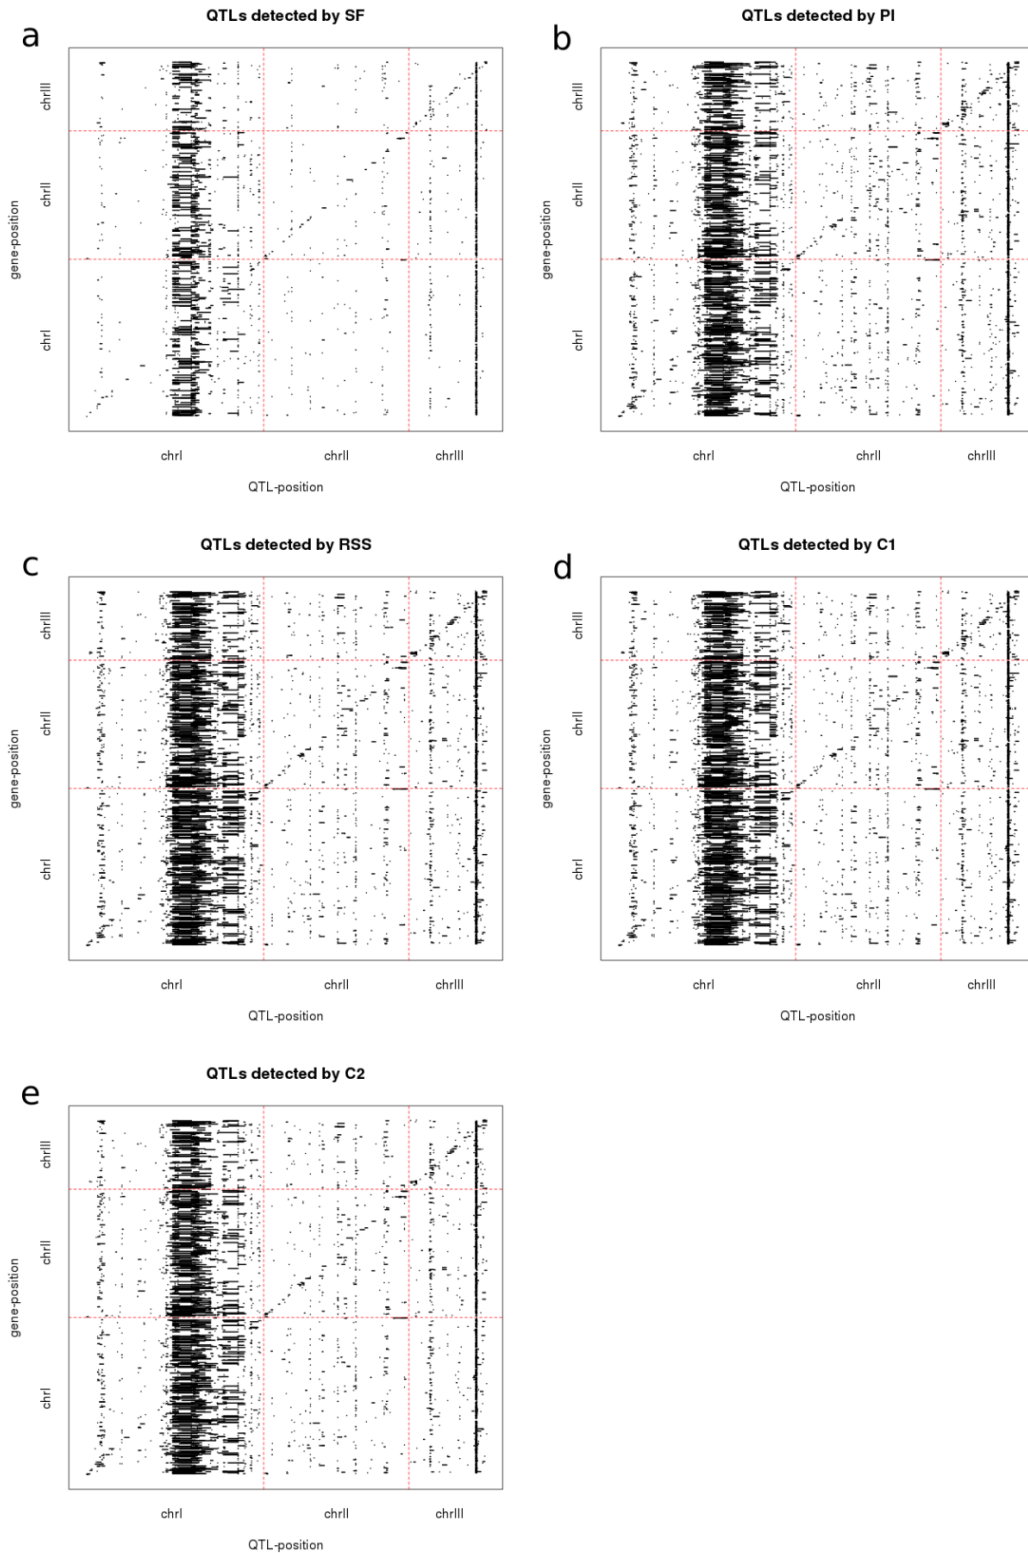 QTLs detected by SF
a
chrIII
chrII
chrI
gene-position
chrI
chrII
chrIII
QTL-position
QTLs detected by PI
b
chrIII
chrII
chrI
gene-position
chrI
chrII
chrIII
QTL-position
QTLs detected by RSS
c
chrIII
chrII
chrI
gene-position
chrI
chrII
chrIII
QTL-position
QTLs detected by C1
d
chrIII
chrII
chrI
gene-position
chrI
chrII
chrIII
QTL-position
QTLs detected by C2
e
chrIII
chrII
chrI
gene-position
chrI
chrII
chrIII
QTL-position